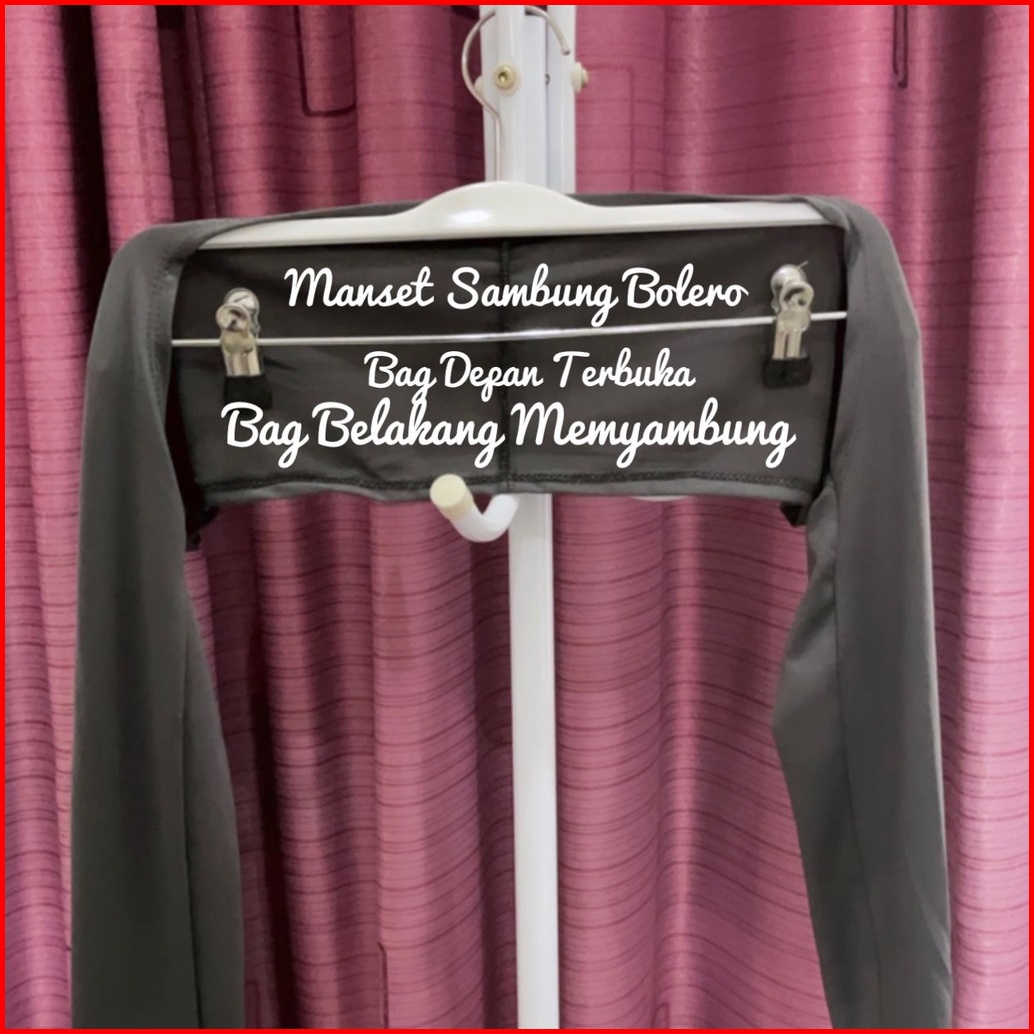 Manset Sambung Bolero
Bag Depan Terbuka
Bag Belakang Memyambung